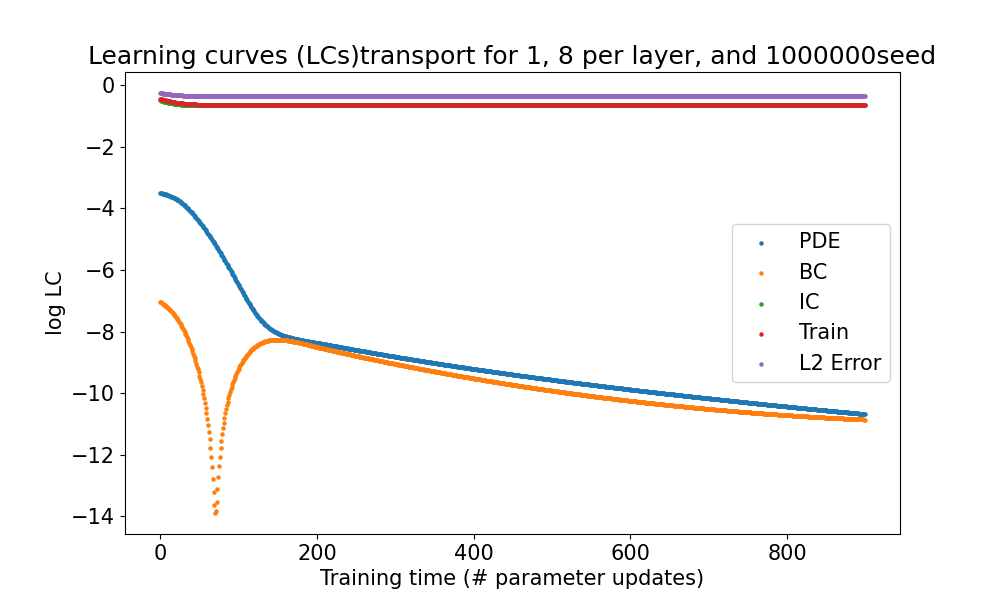 Learning curves (LCs)transport for 1, 8 per layer, and 1000000seed
log LC
0
−2
−4
−6
−8
−10
−12
−14
PDE
BC
IC
Train
L2 Error
0
200
400
600
800
Training time (# parameter updates)